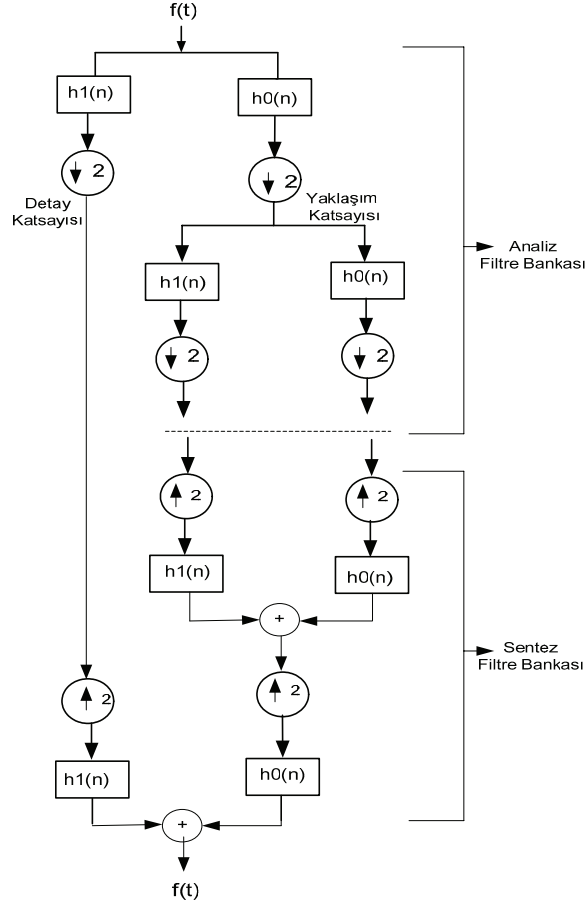 f(t)
h1(n)
h0(n)
2
2
Detay
Katsayısı
Yaklaşım
Katsayısı
Analiz
Filtre Bankası
h1(n)
h0(n)
2
2
2
2
h1(n)
h0(n)
+
Sentez
Filtre Bankası
2
2
h1(n)
h0(n)
+
f(t)